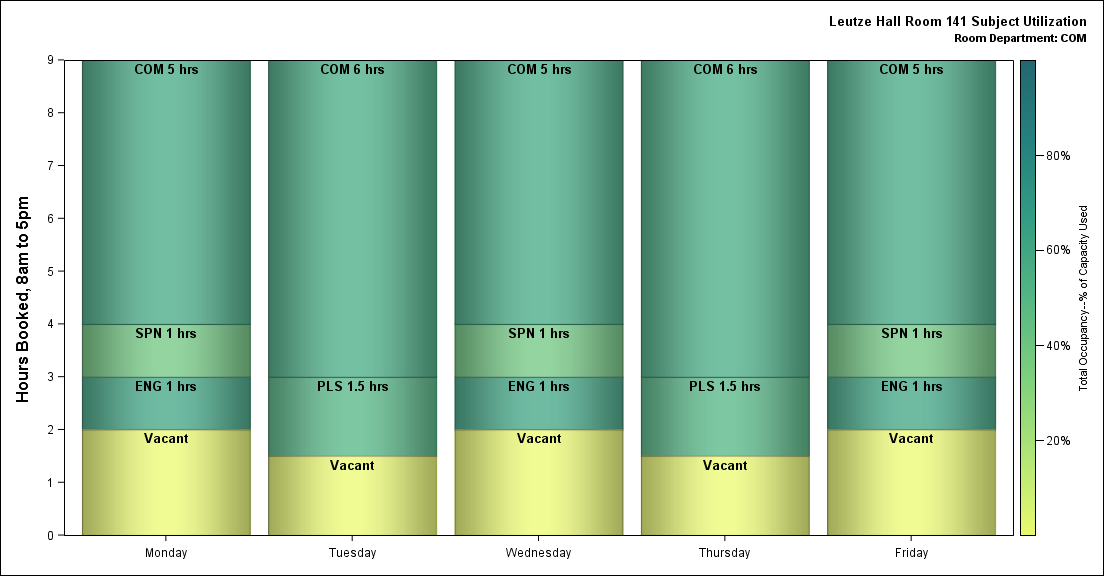 Leutze Hall Room 141 Subject Utilization
Room Department: COM
Hours Booked, 8am to 5pm
9
8
7
6
5
4
3
2
1
0
COM 5 hrs
SPN 1 hrs
ENG 1 hrs
Vacant
COM 6 hrs
PLS 1.5 hrs
Vacant
COM 5 hrs
SPN 1 hrs
ENG 1 hrs
Vacant
COM 6 hrs
PLS 1.5 hrs
Vacant
COM 5 hrs
SPN 1 hrs
ENG 1 hrs
Vacant
Monday Tuesday Wednesday Thursday Friday
80%
60%
40%
20%
Total Occupancy--% of Capacity Used